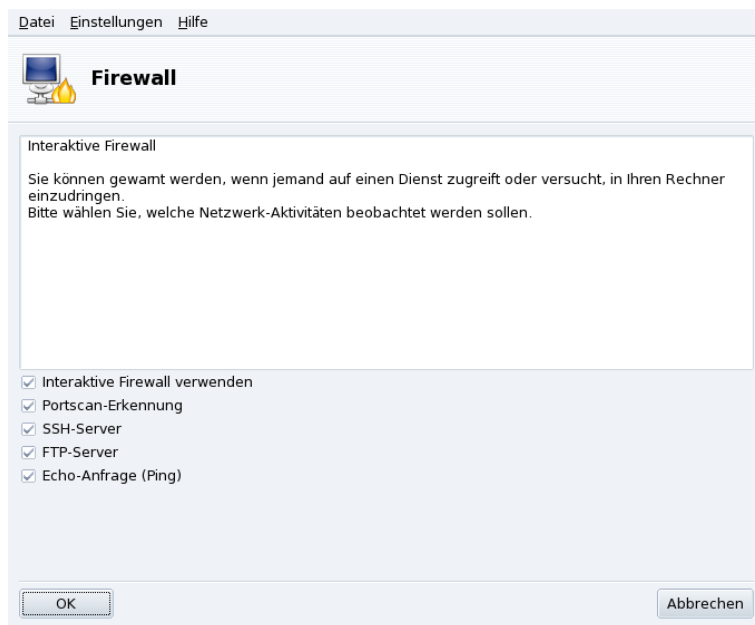 Datei Einstellungen Hilfe
Firewall
Interaktive Firewall
Sie können gewarnt werden, wenn jemand auf einen Dienst zugreift oder versucht, in Ihren Rechner
einzudringen.
Bitte wählen Sie, welche Netzwerk-Aktivitäten beobachtet werden sollen.
Interaktive Firewall verwenden
Portscan-Erkennung
SSH-Server
FTP-Server
Echo-Anfrage (Ping)
OK Abbrechen